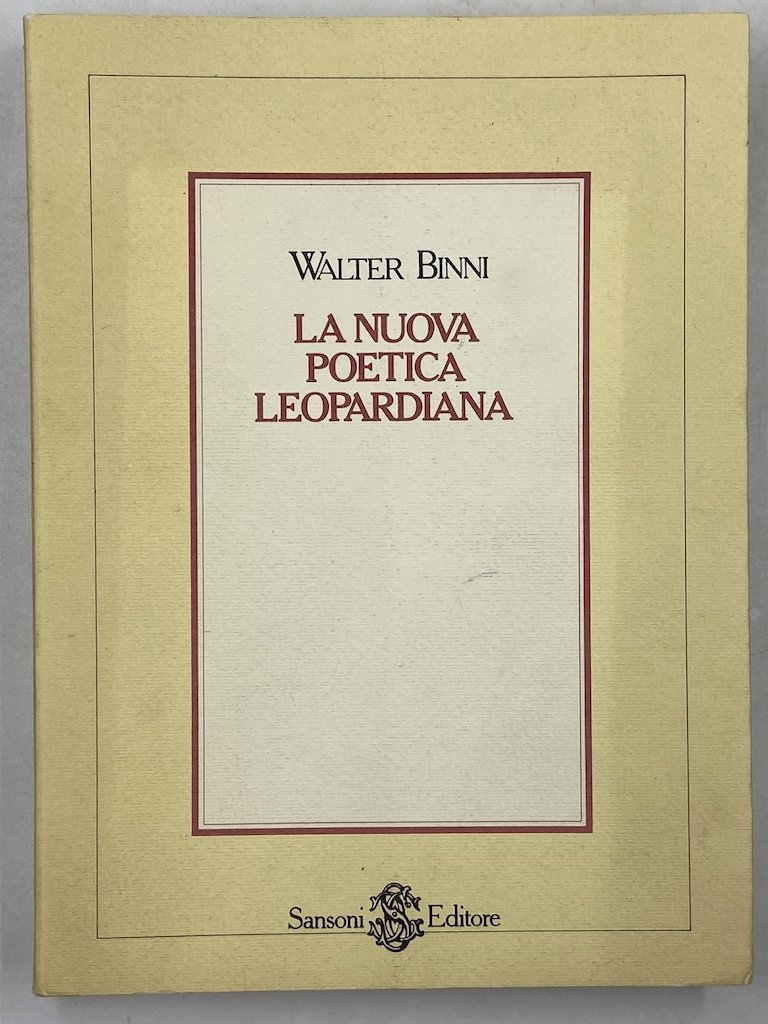 WALTER BINNI
LA NUOVA
POETICA
LEOPARDIANA
Sansoni Editore